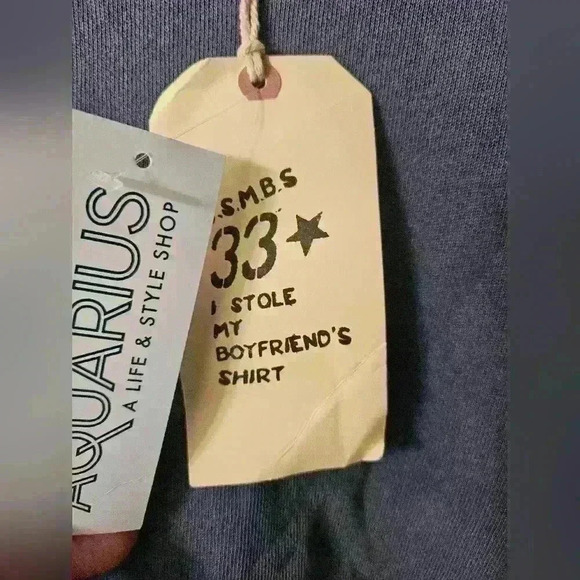 AQUARIUS
A LIFE & STYLE SHOP
.S.M.B.S
33
I STOLE
MY
BOYFRIEND'S
SHIRT